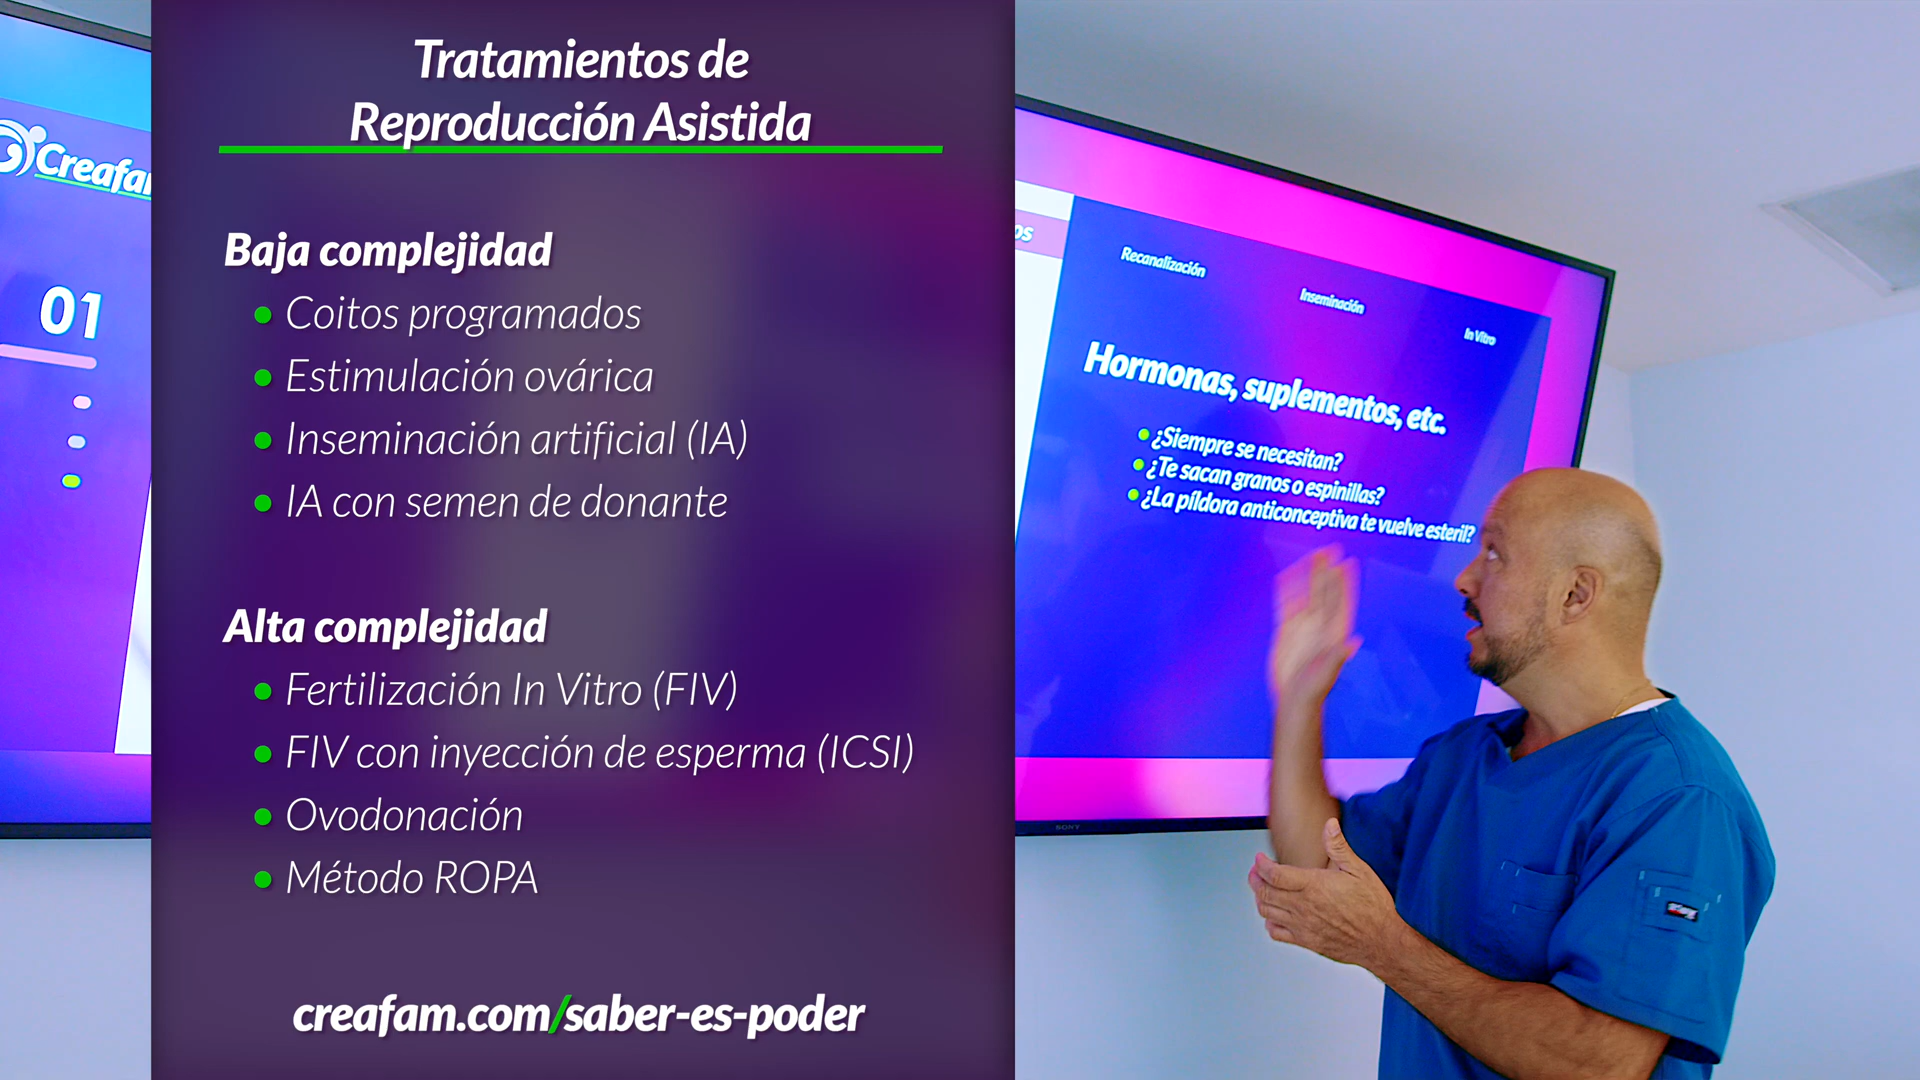 Tratamientos de
Reproducción Asistida
Baja complejidad
Coitos programados
Estimulación ovárica
Inseminación artificial (IA)
IA con semen de donante
Alta complejidad
Fertilización In Vitro (FIV)
FIV con inyección de esperma (ICSI)
Ovodonación
Método ROPA
creafam.com/saber-es-poder
01
Recanalización
Inseminación
In Vitro
Hormonas, suplementos, etc.
¿Siempre se necesitan?
¿Te sacan granos o espinillas?
¿La píldora anticonceptiva te vuelve esteril?
SONY